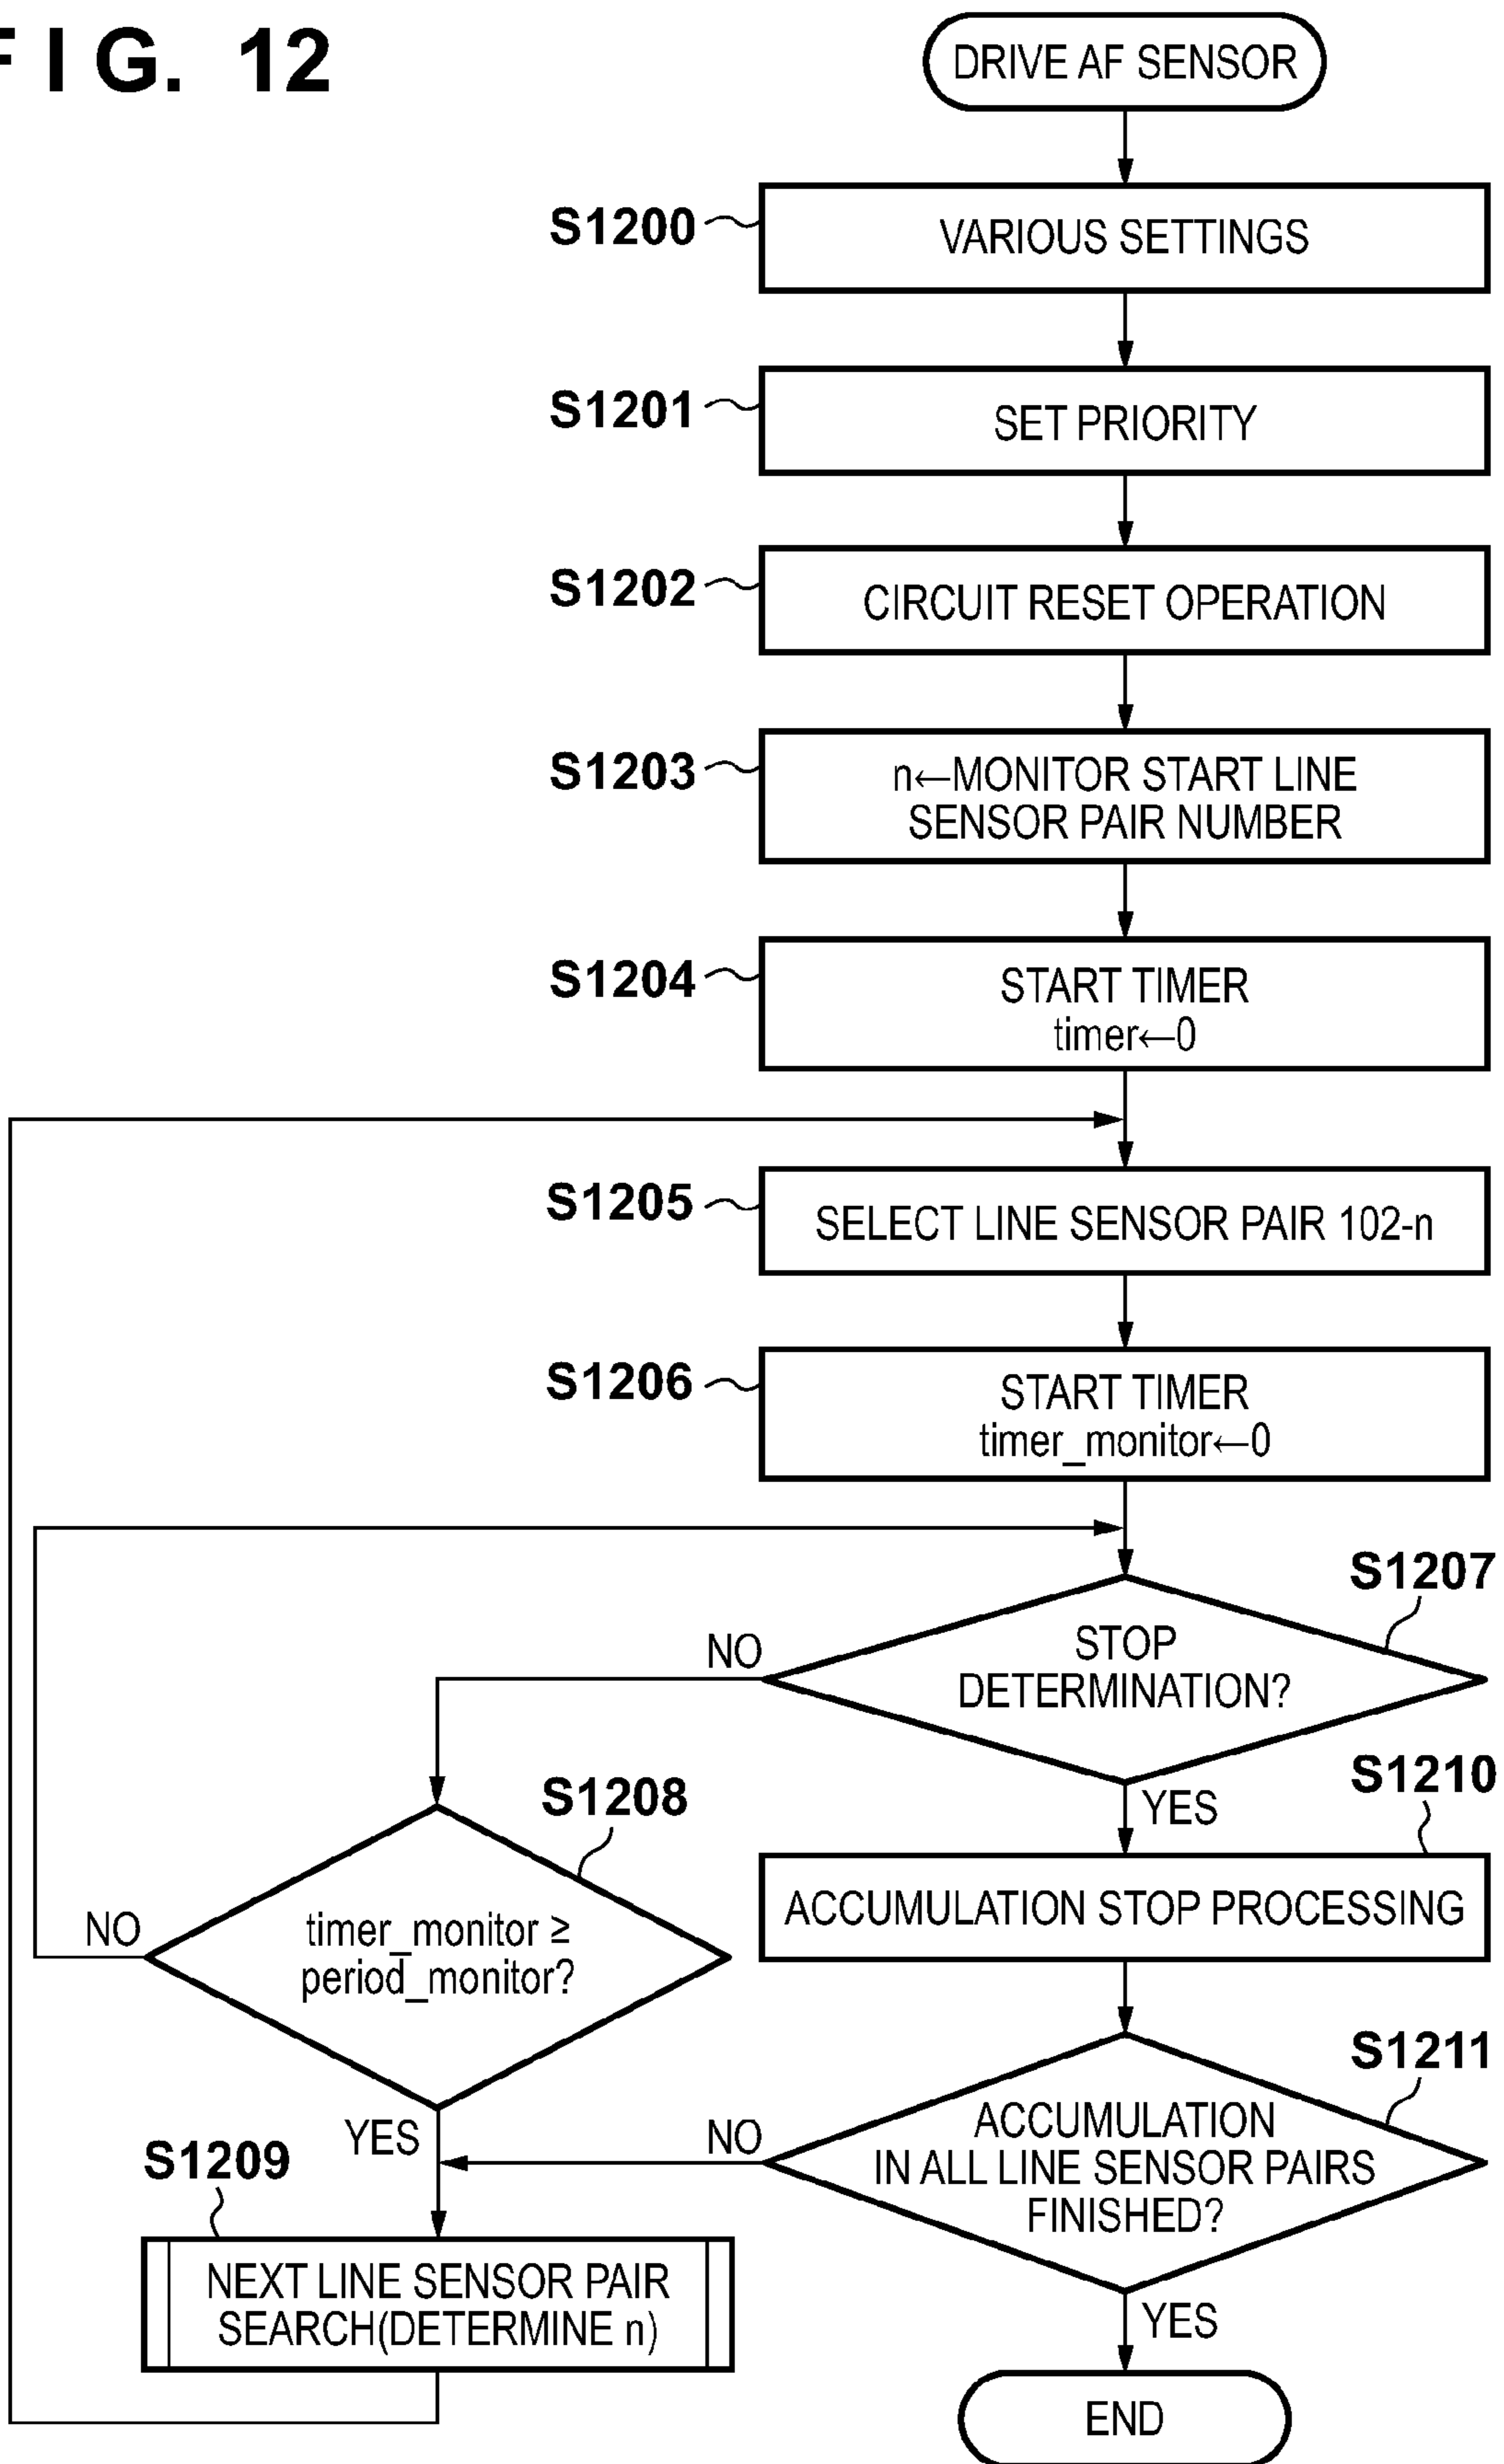 FIG. 12
DRIVE AF SENSOR
S1200
VARIOUS SETTINGS
S1201
SET PRIORITY
S1202
CIRCUIT RESET OPERATION
S1203
n←MONITOR START LINE
SENSOR PAIR NUMBER
S1204
START TIMER
timer←0
S1205
SELECT LINE SENSOR PAIR 102-n
S1206
START TIMER
timer_monitor←0
S1207
STOP
DETERMINATION?
NO
YES
S1208
timer_monitor ≥
period_monitor?
NO
YES
S1210
ACCUMULATION STOP PROCESSING
S1211
ACCUMULATION
IN ALL LINE SENSOR PAIRS
FINISHED?
NO
YES
S1209
NEXT LINE SENSOR PAIR
SEARCH(DETERMINE n)
END